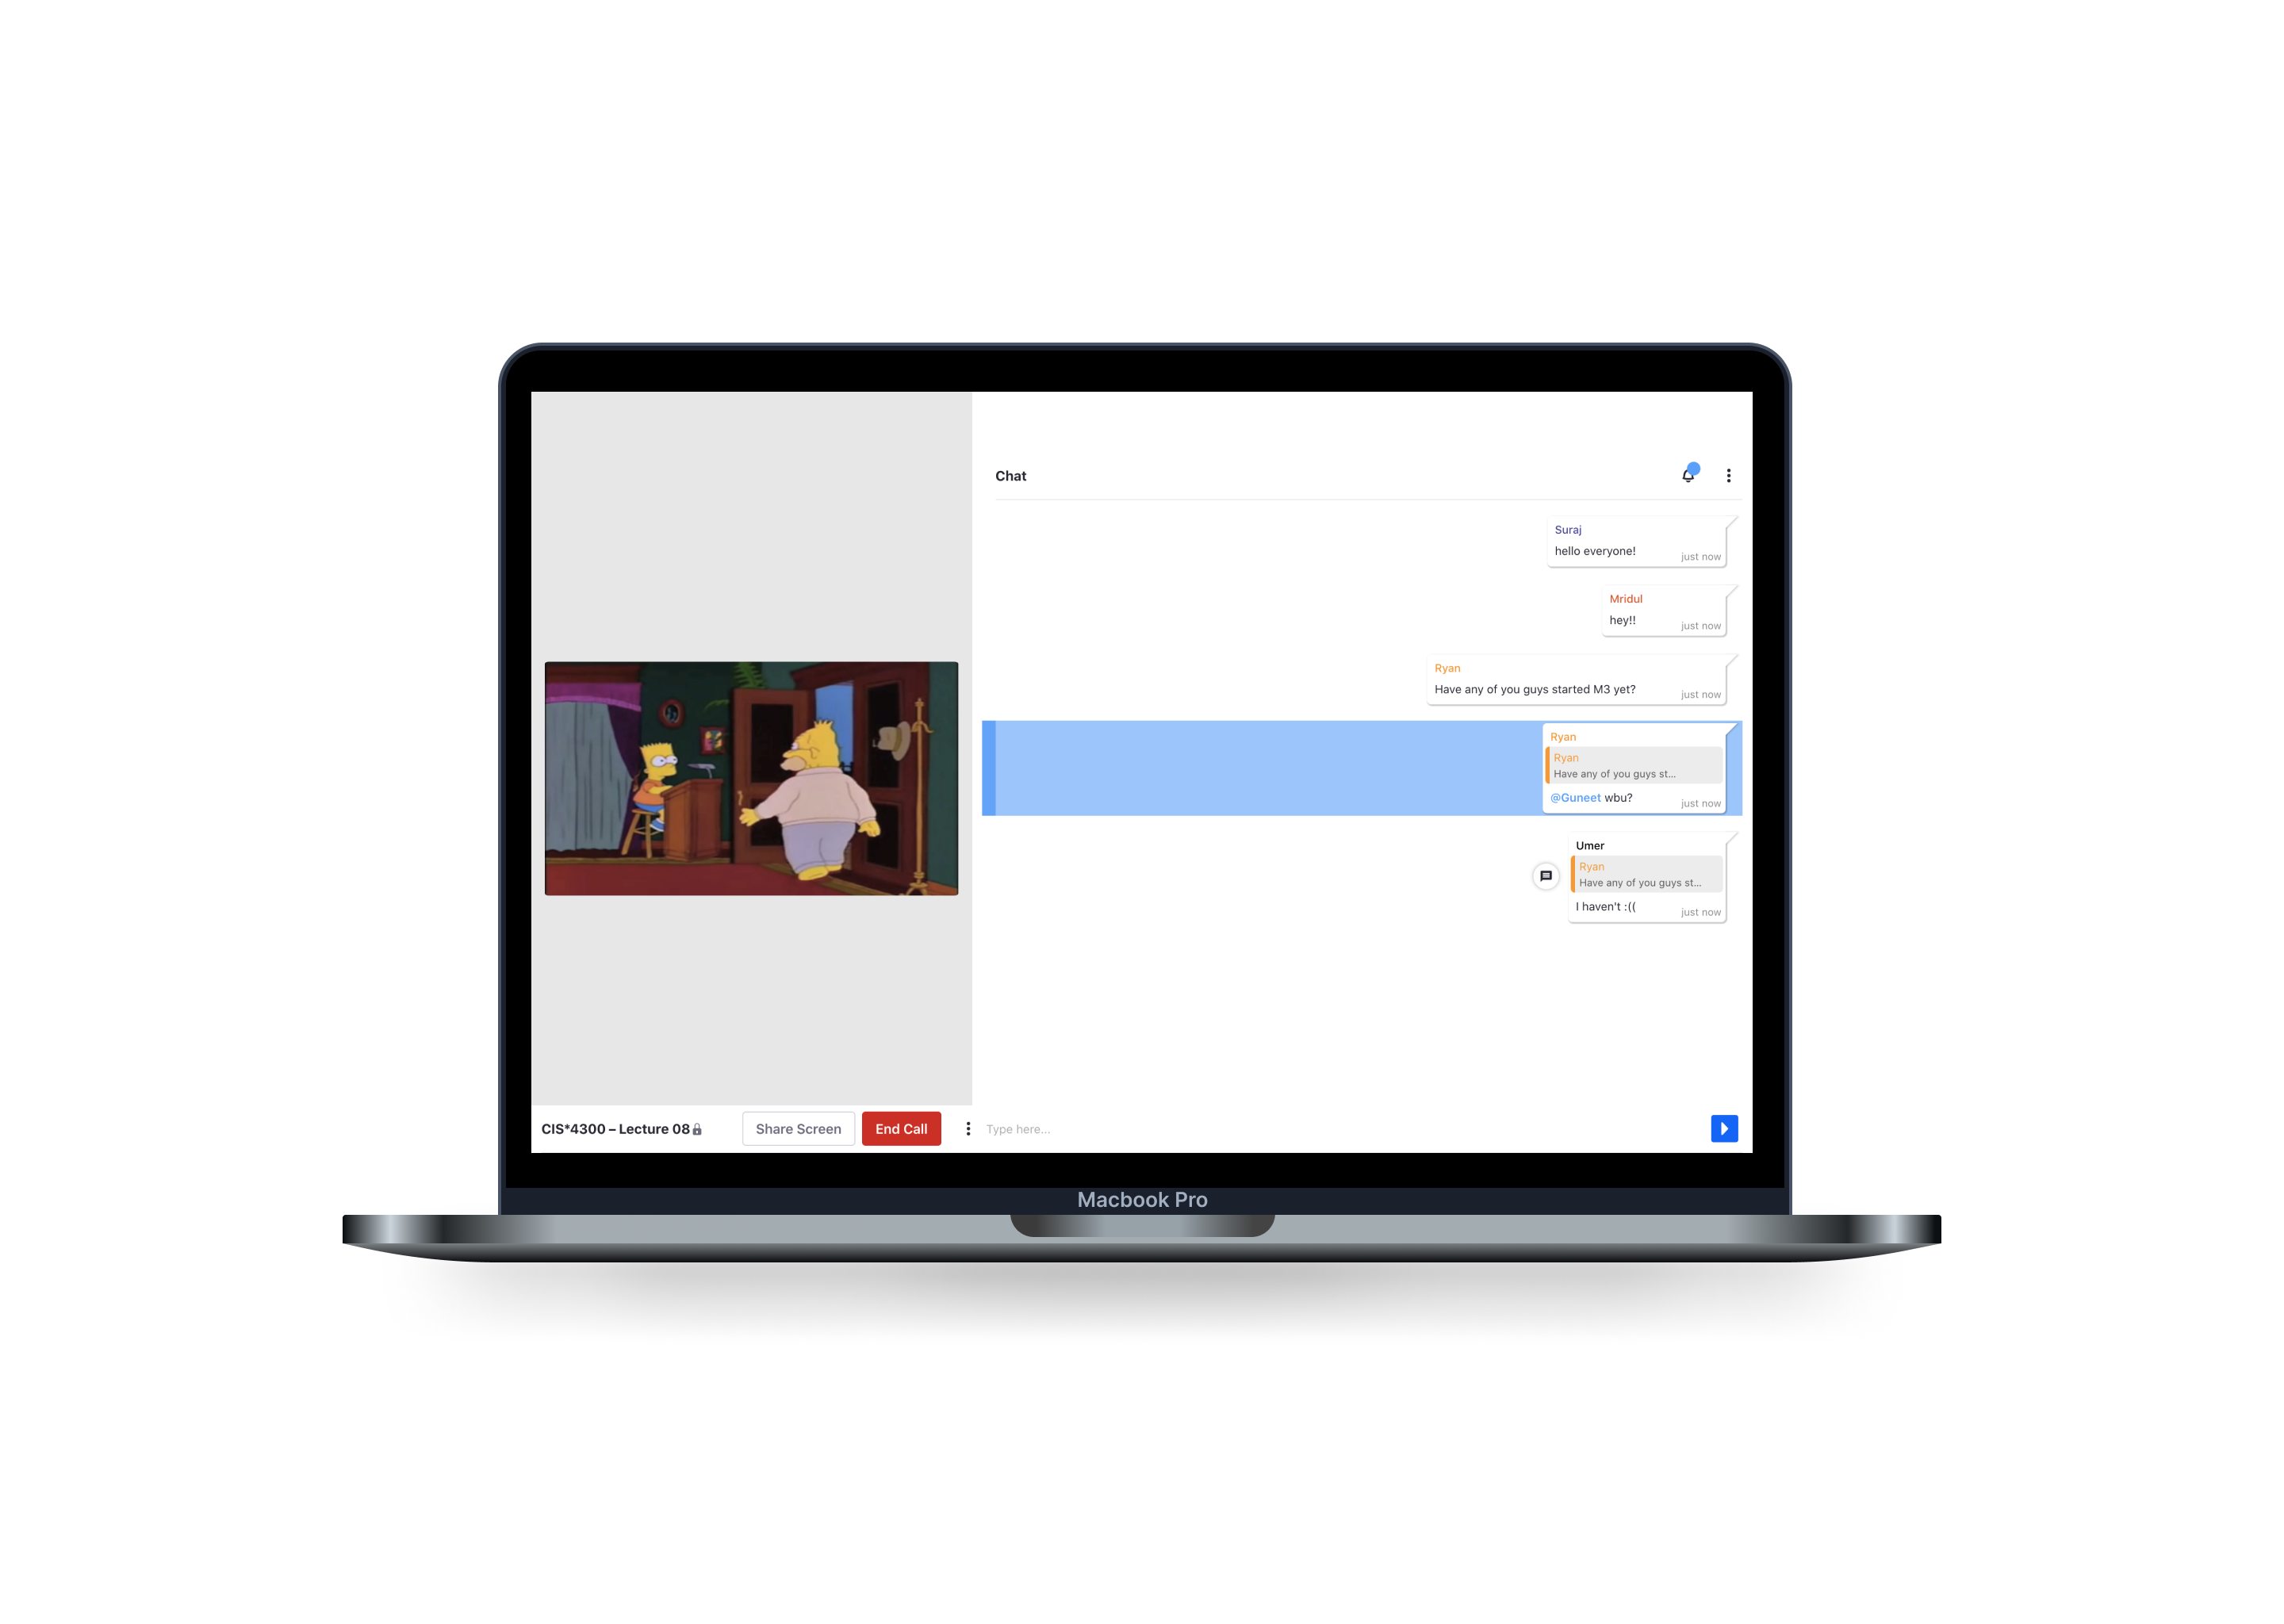 Chat
Suraj
hello everyone!
just now
Mridul
hey!!
just now
Ryan
Have any of you guys started M3 yet?
just now
Ryan
Ryan
Have any of you guys st...
@Guneet wbu?
just now
Umer
Ryan
Have any of you guys st...
I haven't :((
just now
CIS*4300 – Lecture 08
Share Screen
End Call
Type here...
Macbook Pro